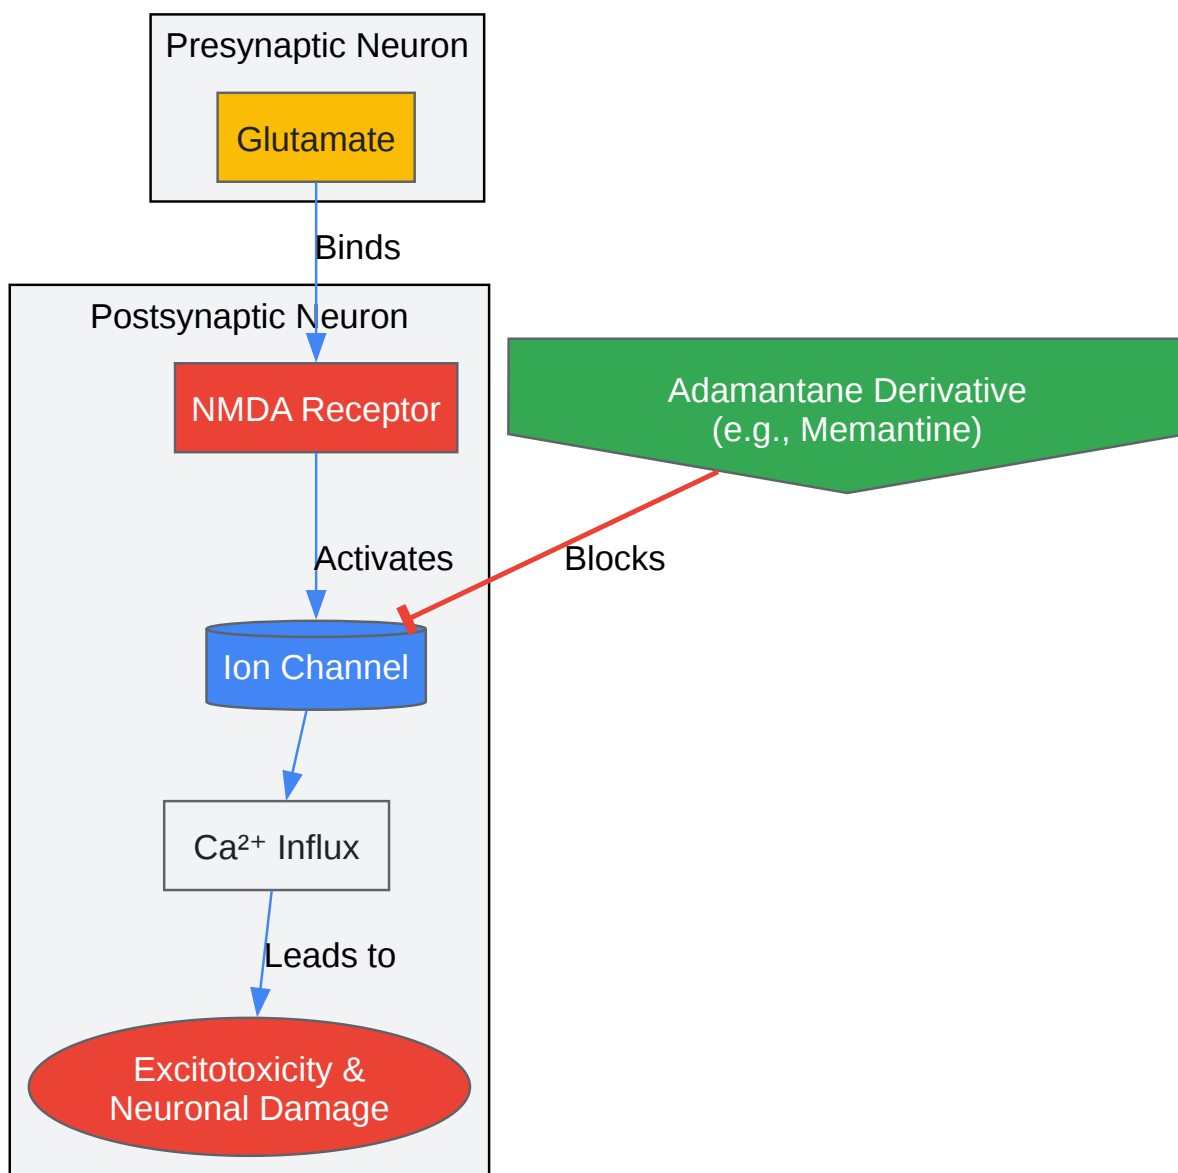 Presynaptic Neuron
Glutamate
Binds
Postsynaptic Neuron
NMDA Receptor
Adamantane Derivative
(e.g., Memantine)
Activates
Blocks
Ion Channel
Ca²⁺ Influx
Leads to
Excitotoxicity &
Neuronal Damage